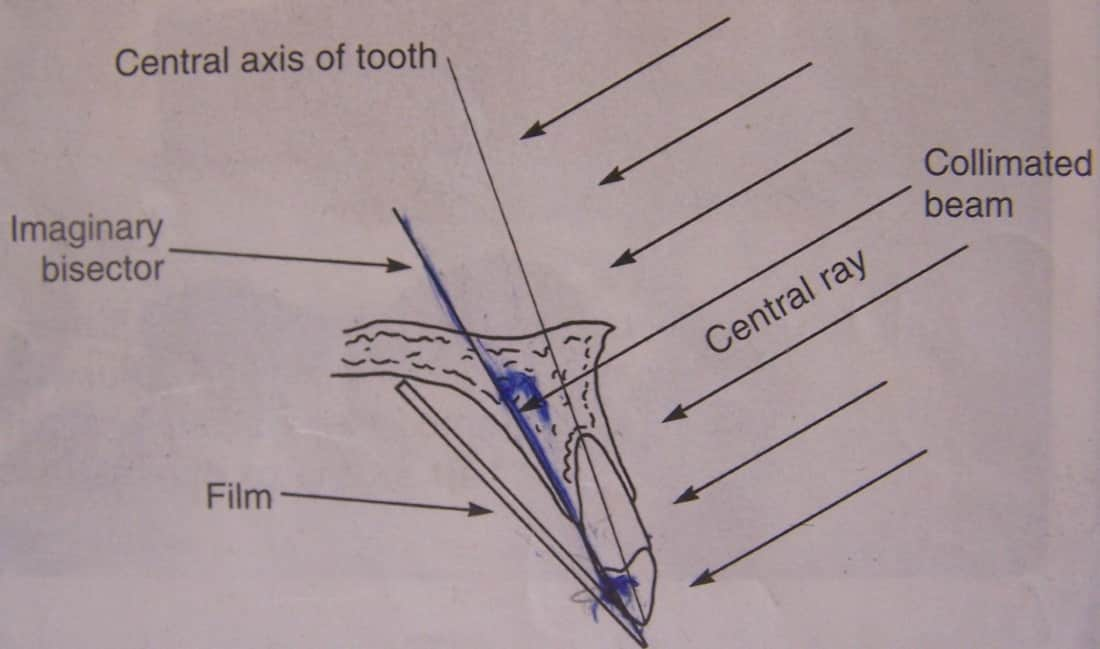 Central axis of tooth
Collimated
beam
Imaginary
bisector
Central ray
Film